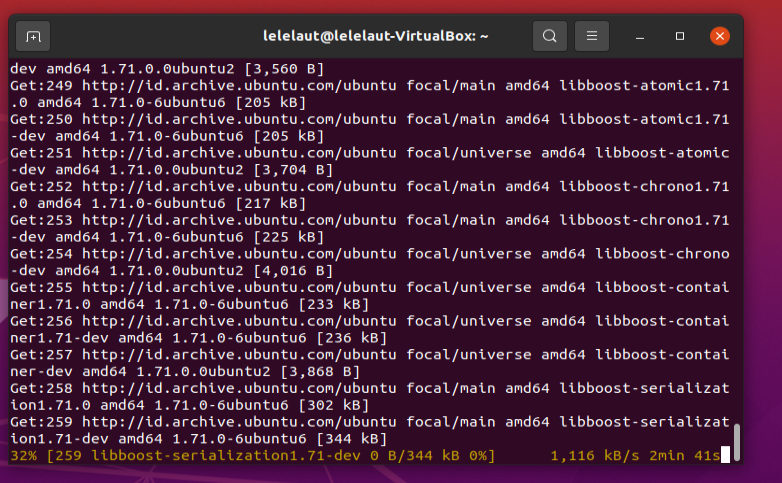 lelelaut@lelelaut-VirtualBox: ~
dev amd64 1.71.0.0ubuntu2 [3,560 B]
Get:249 http://id.archive.ubuntu.com/ubuntu focal/main amd64 libboost-atomic1.71
.0 amd64 1.71.0-6ubuntu6 [205 kB]
Get:250 http://id.archive.ubuntu.com/ubuntu focal/main amd64 libboost-atomic1.71
-dev amd64 1.71.0-6ubuntu6 [205 kB]
Get:251 http://id.archive.ubuntu.com/ubuntu focal/universe amd64 libboost-atomic
-dev amd64 1.71.0.0ubuntu2 [3,704 B]
Get:252 http://id.archive.ubuntu.com/ubuntu focal/main amd64 libboost-chrono1.71
.0 amd64 1.71.0-6ubuntu6 [217 kB]
Get:253 http://id.archive.ubuntu.com/ubuntu focal/main amd64 libboost-chrono1.71
-dev amd64 1.71.0-6ubuntu6 [225 kB]
Get:254 http://id.archive.ubuntu.com/ubuntu focal/universe amd64 libboost-chrono
-dev amd64 1.71.0.0ubuntu2 [4,016 B]
Get:255 http://id.archive.ubuntu.com/ubuntu focal/universe amd64 libboost-contai
ner1.71.0 amd64 1.71.0-6ubuntu6 [233 kB]
Get:256 http://id.archive.ubuntu.com/ubuntu focal/universe amd64 libboost-contai
ner1.71-dev amd64 1.71.0-6ubuntu6 [236 kB]
Get:257 http://id.archive.ubuntu.com/ubuntu focal/universe amd64 libboost-contai
ner-dev amd64 1.71.0.0ubuntu2 [3,868 B]
Get:258 http://id.archive.ubuntu.com/ubuntu focal/main amd64 libboost-serializat
ion1.71.0 amd64 1.71.0-6ubuntu6 [302 kB]
Get:259 http://id.archive.ubuntu.com/ubuntu focal/main amd64 libboost-serializat
ion1.71-dev amd64 1.71.0-6ubuntu6 [344 kB]
32% [259 libboost-serialization1.71-dev 0 B/344 kB 0%] 1,116 kB/s 2min 41s